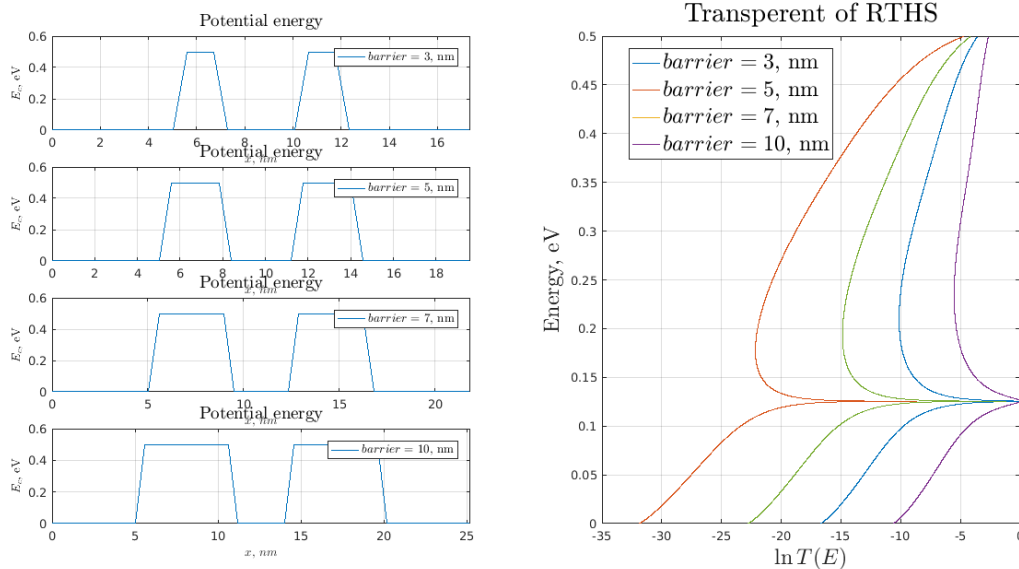 Potential energy
0.6
0.4
0.2
0
E_c, eV
barrier = 3, nm
0 2 4 6 8 10 12 14 16
x, nm
Potential energy
0.6
0.4
0.2
0
E_c, eV
barrier = 5, nm
0 2 4 6 8 10 12 14 16 18
x, nm
Potential energy
0.6
0.4
0.2
0
E_c, eV
barrier = 7, nm
0 5 10 15 20
x, nm
Potential energy
0.6
0.4
0.2
0
E_c, eV
barrier = 10, nm
0 5 10 15 20 25
x, nm
Transperent of RTHS
0.5
0.45
0.4
0.35
0.3
0.25
0.2
0.15
0.1
0.05
0
Energy, eV
barrier = 3, nm
barrier = 5, nm
barrier = 7, nm
barrier = 10, nm
-35 -30 -25 -20 -15 -10 -5 0
ln T(E)